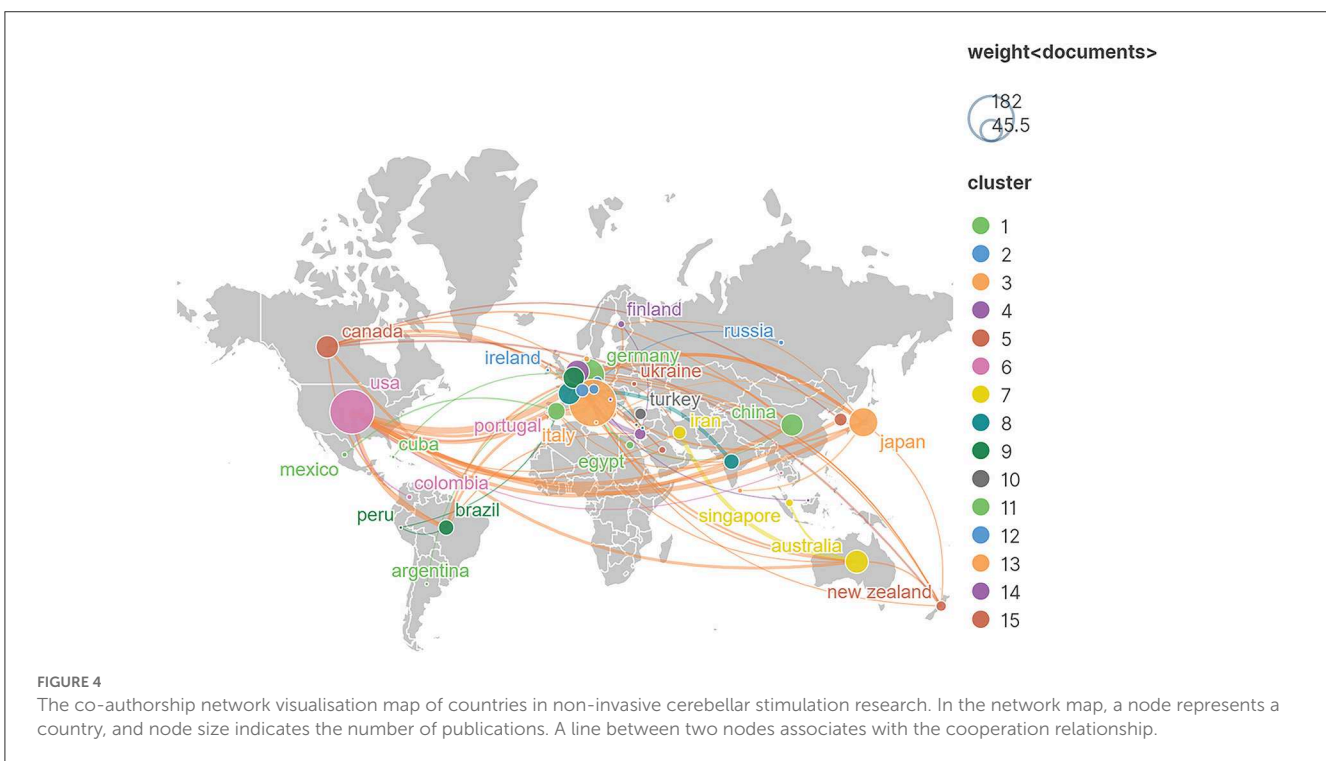 weight<documents>
182
45.5
cluster
1
2
3
4
5
6
7
8
9
10
11
12
13
14
15
finland
russia
canada
ireland
germany
ukraine
usa
turkey
china
iran
portugal
italy
japan
cuba
mexico
egypt
colombia
peru
brazil
singapore
australia
argentina
new zealand
FIGURE 4
The co-authorship network visualisation map of countries in non-invasive cerebellar stimulation research. In the network map, a node represents a
country, and node size indicates the number of publications. A line between two nodes associates with the cooperation relationship.